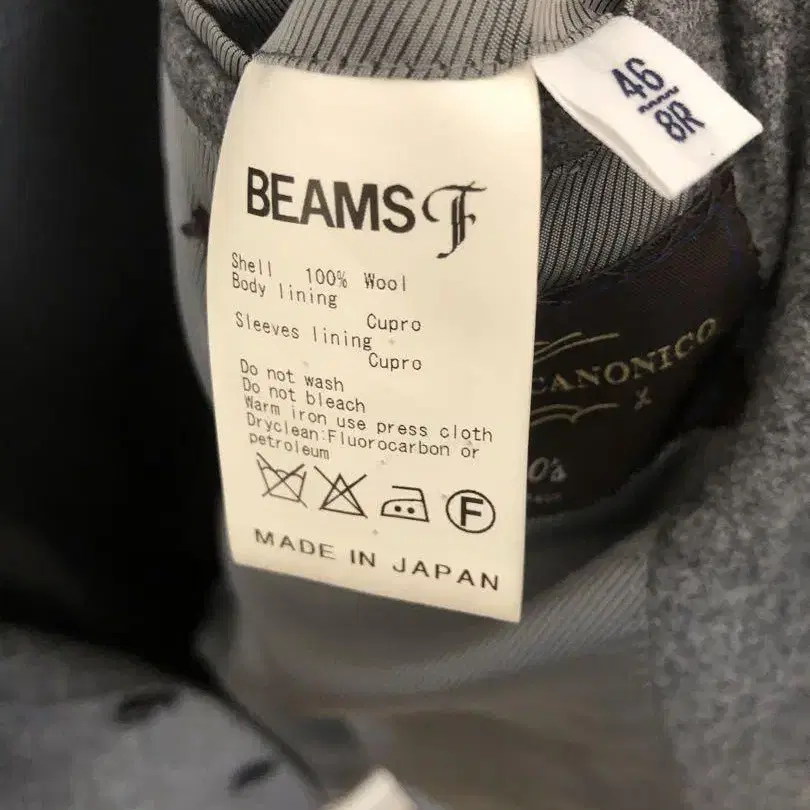 46
8R
BEAMS F
Shell 100% Wool
Body lining
Cupro
Sleeves lining
Cupro
Do not wash
Do not bleach
Warm iron use press cloth
Dryclean:Fluorocarbon or
petroleum
F
MADE IN JAPAN
CANONICO
0's